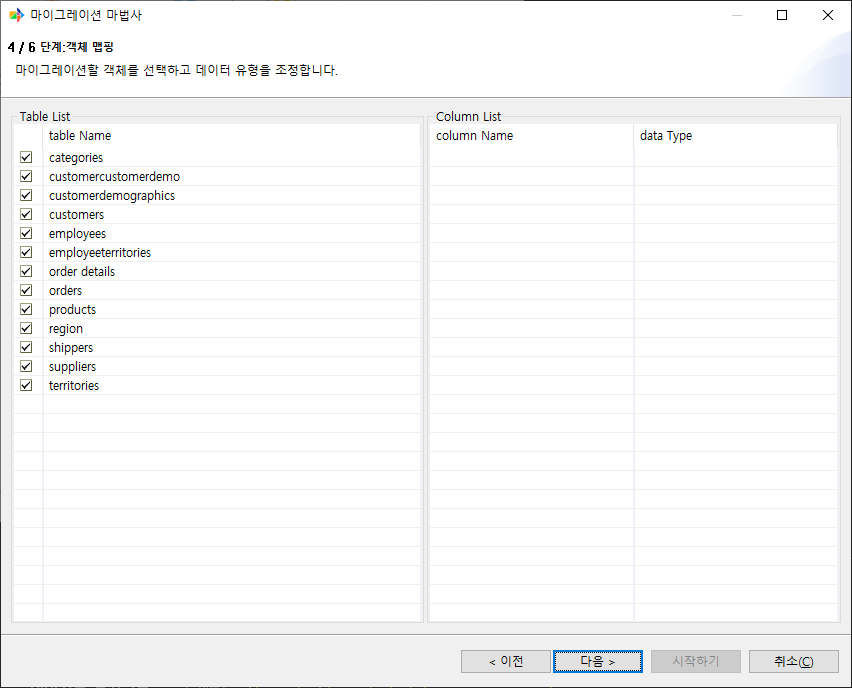 마이그레이션 마법사
4 / 6 단계:객체 맵핑
마이그레이션할 객체를 선택하고 데이터 유형을 조정합니다.
Table List
table Name
categories
customercustomerdemo
customerdemographics
customers
employees
employeeterritories
order details
orders
products
region
shippers
suppliers
territories
Column List
column Name data Type
< 이전 다음 > 시작하기 취소(C)